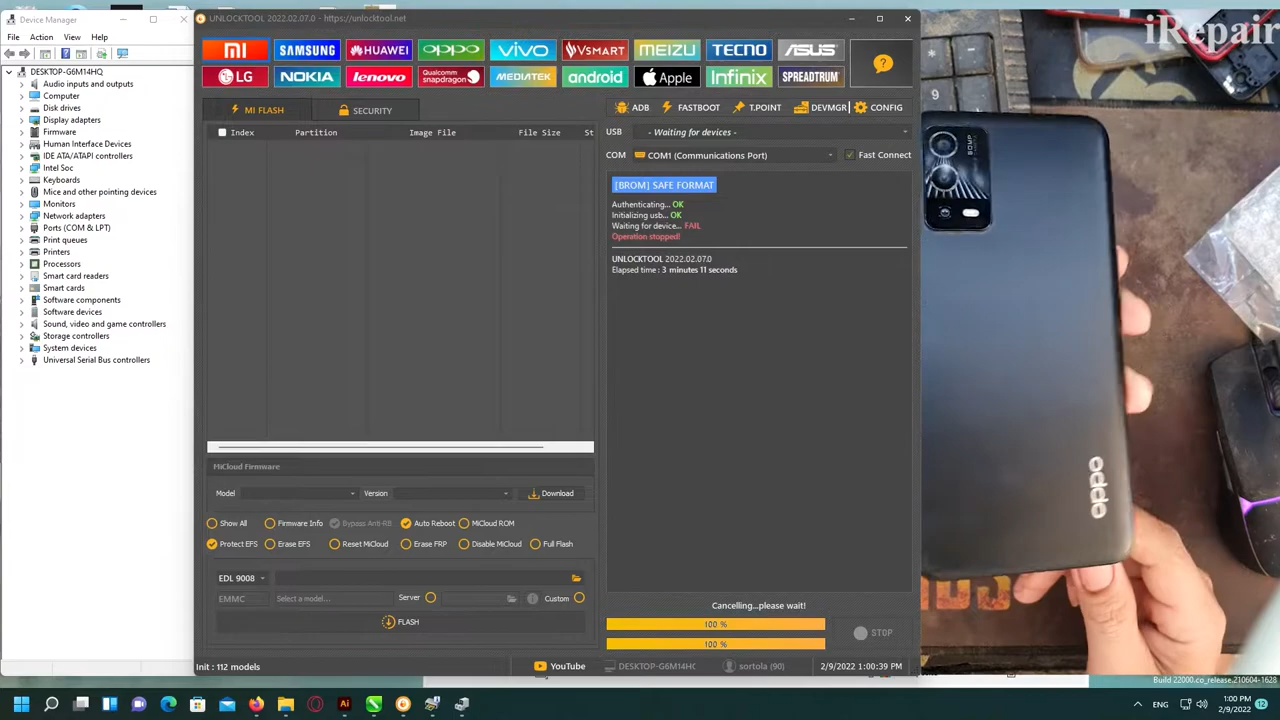 Device Manager
File Action View Help
DESKTOP-G6M14HQ
Audio inputs and outputs
Computer
Disk drives
Display adapters
Firmware
Human Interface Devices
IDE ATA/ATAPI controllers
Intel Soc
Keyboards
Mice and other pointing devices
Monitors
Network adapters
Ports (COM & LPT)
Print queues
Printers
Processors
Smart card readers
Smart cards
Software components
Software devices
Sound, video and game controllers
Storage controllers
System devices
Universal Serial Bus controllers
UNLOCKTOOL 2022.02.07.0 - https://unlocktool.net
MI SAMSUNG HUAWEI oppo vivo VSMART MEIZU TECNO ASUS ?
LG NOKIA lenovo Qualcomm snapdragon MEDIATEK android Apple Infinix SPREADTRUM
MI FLASH SECURITY
Index Partition Image File File Size St
MiCloud Firmware
Model Version Download
Show All Firmware Info Bypass Anti-RB Auto Reboot MiCloud ROM
Protect EFS Erase EFS Reset MiCloud Erase FRP Disable MiCloud Full Flash
EDL 9008
EMMC Select a model... Server Custom
FLASH
Init : 112 models
ADB FASTBOOT T.POINT DEVMGR CONFIG
USB - Waiting for devices -
COM COM1 (Communications Port) Fast Connect
[BROM] SAFE FORMAT
Authenticating... OK
Initializing usb... OK
Waiting for device... FAIL
Operation stopped!
UNLOCKTOOL 2022.02.07.0
Elapsed time : 3 minutes 11 seconds
Cancelling...please wait!
100 %
100 %
STOP
YouTube DESKTOP-G6M14HQ sortola (90) 2/9/2022 1:00:39 PM
iRepair
9
50MP
oppo
Build 22000.co_release.210604-1628
ENG 1:00 PM
2/9/2022 12